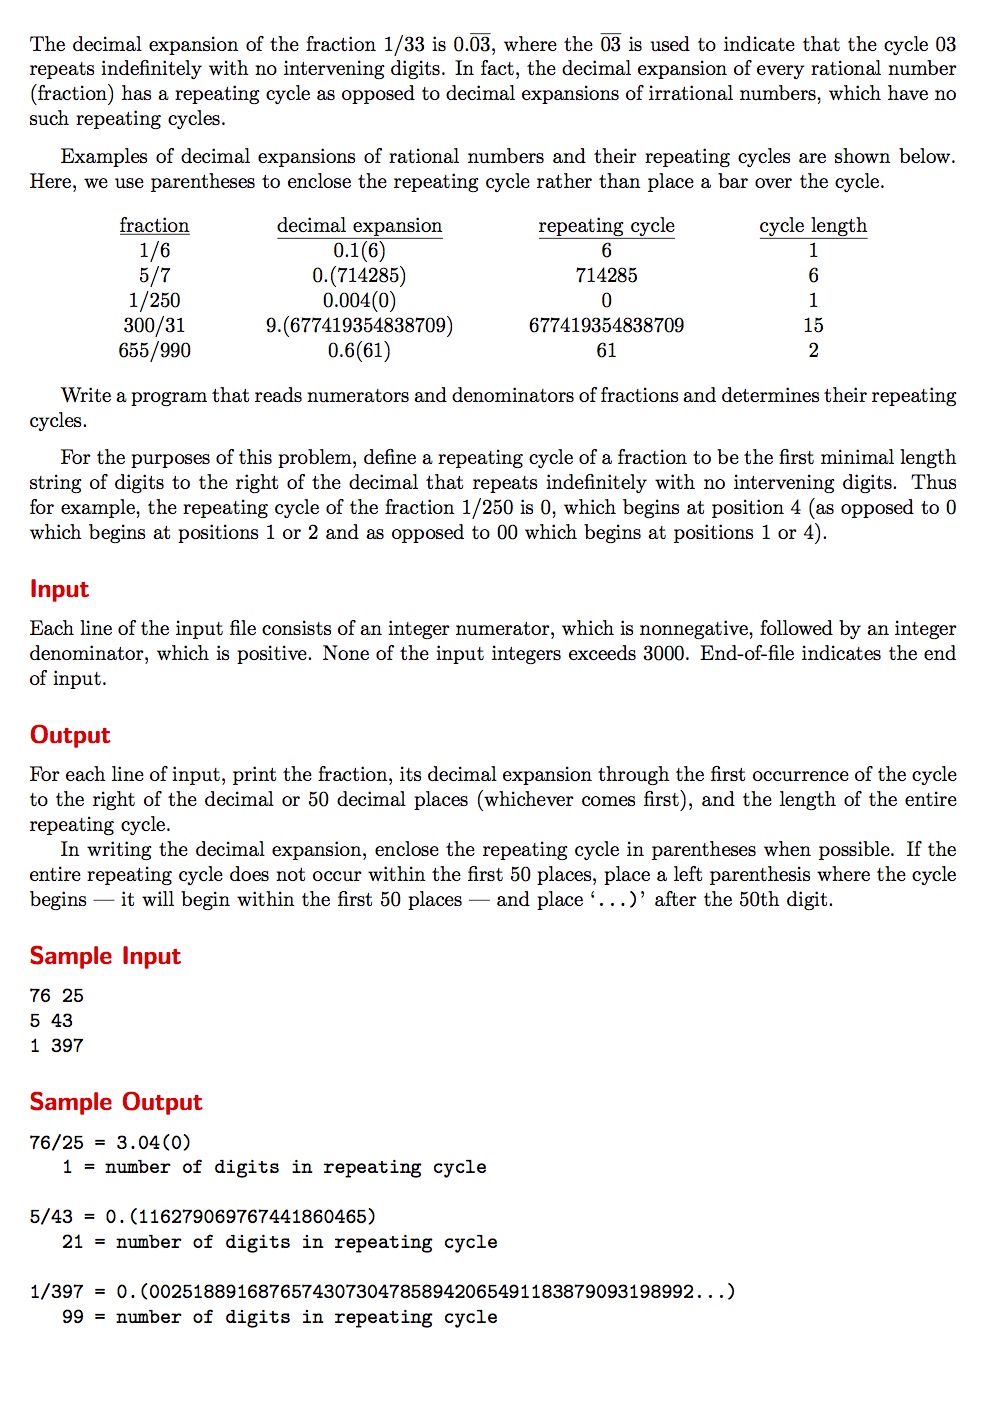 The decimal expansion of the fraction 1/33 is 0.0̅3̅, where the 0̅3̅ is used to indicate that the cycle 03
repeats indefinitely with no intervening digits. In fact, the decimal expansion of every rational number
(fraction) has a repeating cycle as opposed to decimal expansions of irrational numbers, which have no
such repeating cycles.
Examples of decimal expansions of rational numbers and their repeating cycles are shown below.
Here, we use parentheses to enclose the repeating cycle rather than place a bar over the cycle.
fraction decimal expansion repeating cycle cycle length
1/6 0.1(6) 6 1
5/7 0.(714285) 714285 6
1/250 0.004(0) 0 1
300/31 9.(677419354838709) 677419354838709 15
655/990 0.6(61) 61 2
Write a program that reads numerators and denominators of fractions and determines their repeating
cycles.
For the purposes of this problem, define a repeating cycle of a fraction to be the first minimal length
string of digits to the right of the decimal that repeats indefinitely with no intervening digits. Thus
for example, the repeating cycle of the fraction 1/250 is 0, which begins at position 4 (as opposed to 0
which begins at positions 1 or 2 and as opposed to 00 which begins at positions 1 or 4).
Input
Each line of the input file consists of an integer numerator, which is nonnegative, followed by an integer
denominator, which is positive. None of the input integers exceeds 3000. End-of-file indicates the end
of input.
Output
For each line of input, print the fraction, its decimal expansion through the first occurrence of the cycle
to the right of the decimal or 50 decimal places (whichever comes first), and the length of the entire
repeating cycle.
In writing the decimal expansion, enclose the repeating cycle in parentheses when possible. If the
entire repeating cycle does not occur within the first 50 places, place a left parenthesis where the cycle
begins — it will begin within the first 50 places — and place ‘...)’ after the 50th digit.
Sample Input
76 25
5 43
1 397
Sample Output
76/25 = 3.04(0)
1 = number of digits in repeating cycle
5/43 = 0.(116279069767441860465)
21 = number of digits in repeating cycle
1/397 = 0.(00251889168765743073047858942065491183879093198992...)
99 = number of digits in repeating cycle